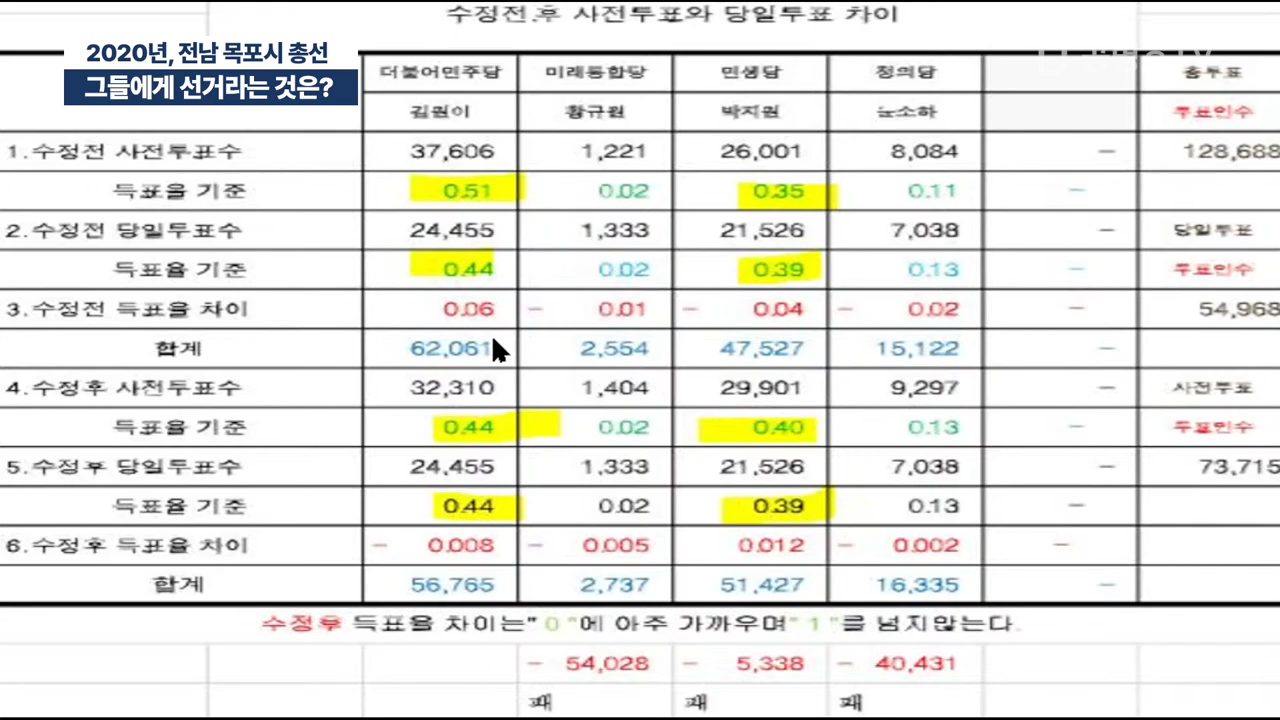 수정전.후 사전투표와 당일투표 차이
2020년, 전남 목포시 총선
그들에게 선거라는 것은?
더불어민주당 미래통합당 민생당 정의당 총투표
김원이 황규원 박지원 윤소하 투표인수
1.수정전 사전투표수 37,606 1,221 26,001 8,084 - 128,688
득표율 기준 0.51 0.02 0.35 0.11 -
2.수정전 당일투표수 24,455 1,333 21,526 7,038 - 당일투표
득표율 기준 0.44 0.02 0.39 0.13 - 투표인수
3.수정전 득표율 차이 0.06 - 0.01 - 0.04 - 0.02 - 54,968
합계 62,061 2,554 47,527 15,122 -
4.수정후 사전투표수 32,310 1,404 29,901 9,297 - 사전투표
득표율 기준 0.44 0.02 0.40 0.13 - 투표인수
5.수정후 당일투표수 24,455 1,333 21,526 7,038 - 73,715
득표율 기준 0.44 0.02 0.39 0.13 -
6.수정후 득표율 차이 - 0.008 - 0.005 0.012 - 0.002 -
합계 56,765 2,737 51,427 16,335 -
수정후 득표율 차이는"0"에 아주 가까우며"1"를 넘지않는다.
- 54,028 - 5,338 - 40,431
패 패 패